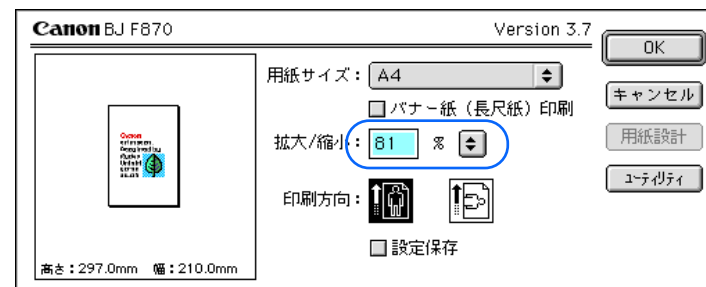 Canon BJ F870
Version 3.7
OK
用紙サイズ： A4
キャンセル
バナー紙（長尺紙）印刷
拡大/縮小： 81 %
用紙設計
ユーティリティ
印刷方向：
設定保存
Canon
高さ：297.0mm 幅：210.0mm